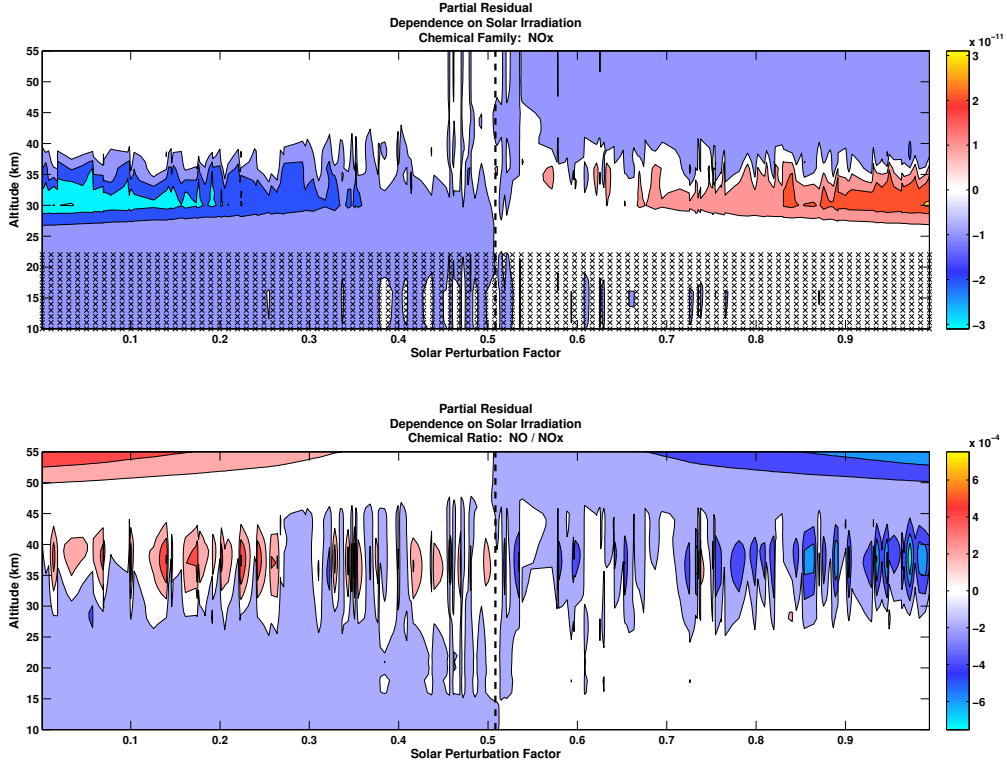 Partial Residual
Dependence on Solar Irradiation
Chemical Family: NOx
x 10⁻¹¹
55
50
45
40
35
30
25
20
15
10
Altitude (km)
0.1 0.2 0.3 0.4 0.5 0.6 0.7 0.8 0.9
Solar Perturbation Factor
3
2
1
0
−1
−2
−3
Partial Residual
Dependence on Solar Irradiation
Chemical Ratio: NO / NOx
x 10⁻⁴
55
50
45
40
35
30
25
20
15
10
Altitude (km)
0.1 0.2 0.3 0.4 0.5 0.6 0.7 0.8 0.9
Solar Perturbation Factor
6
4
2
0
−2
−4
−6